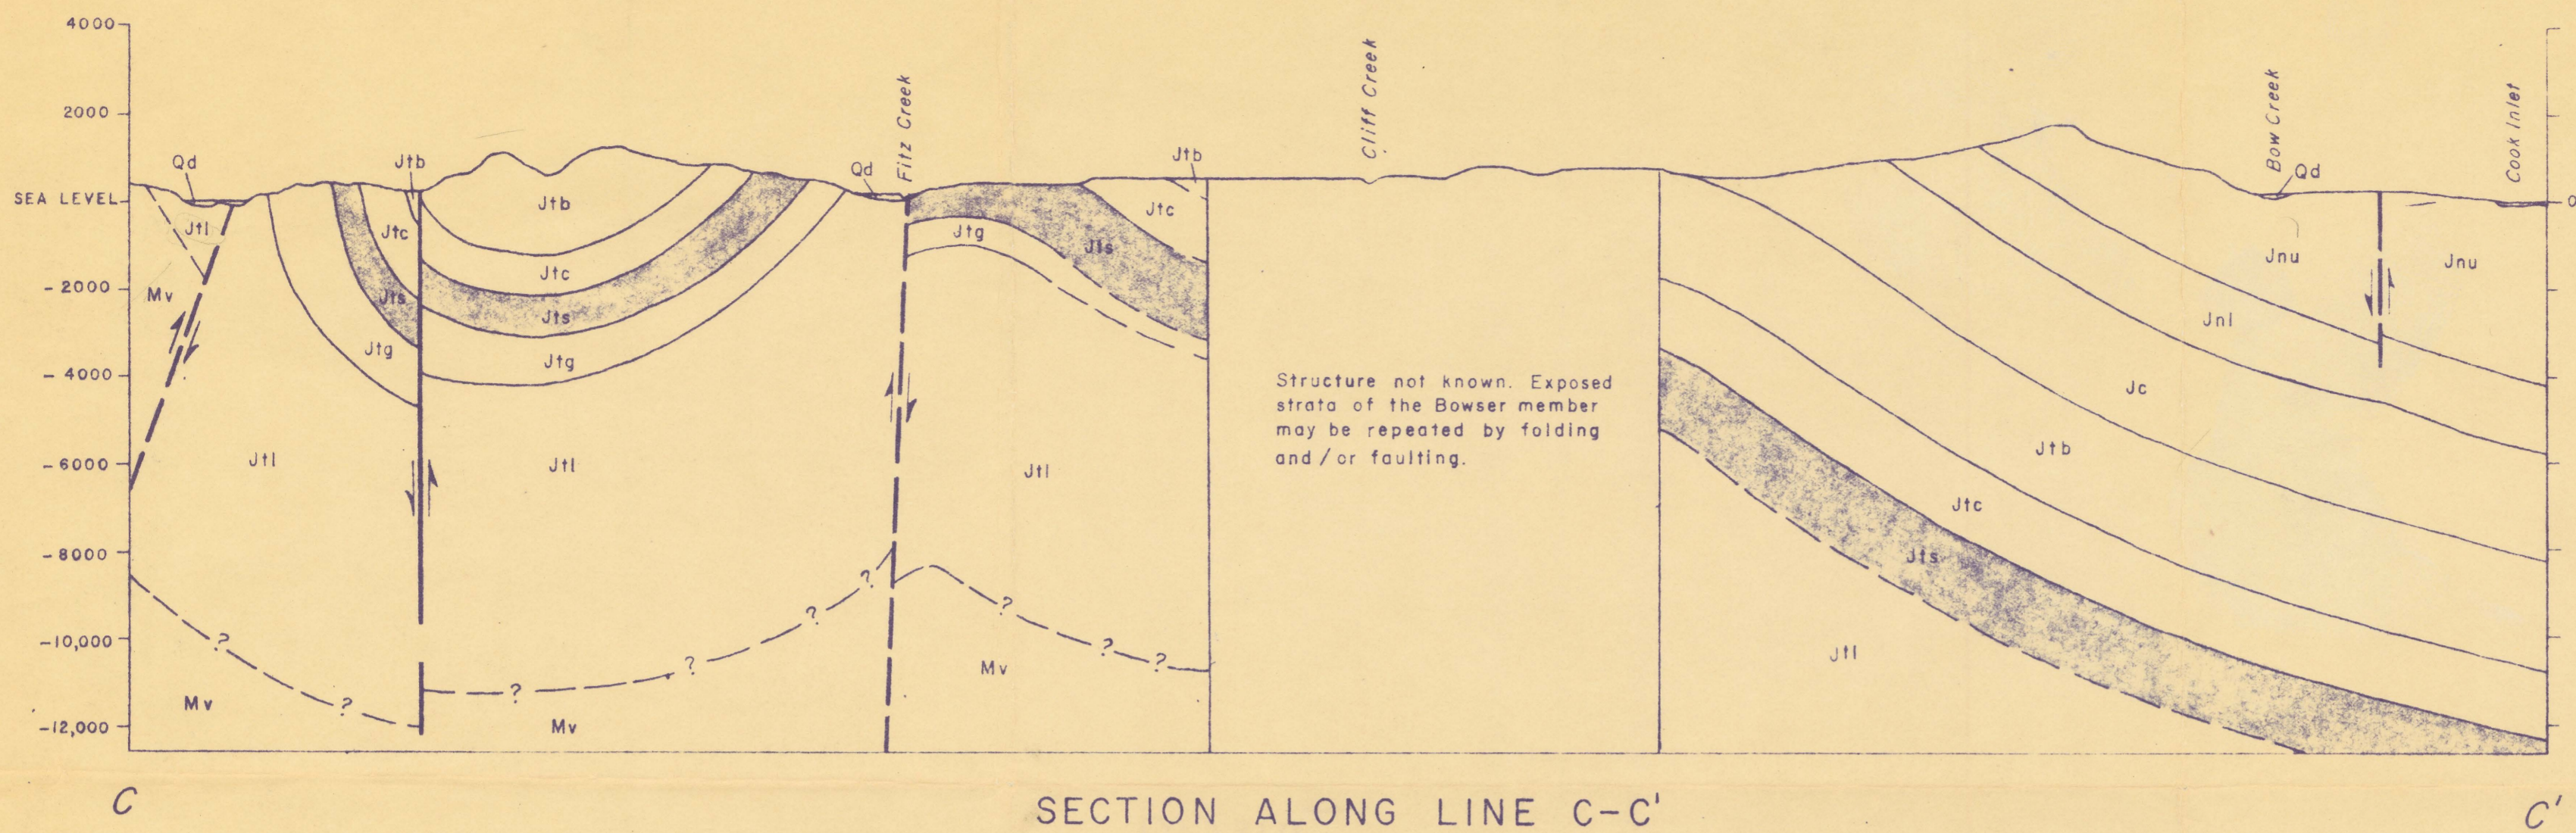 4000
2000
SEA LEVEL
-2000
-4000
-6000
-8000
-10,000
-12,000
0
Qd
Jtb
Qd
Fitz Creek
Jtb
Cliff Creek
Bow Creek
Qd
Cook Inlet
Jtl
Mv
Jtc
Jts
Jtg
Jtl
Mv
Jtb
Jtc
Jts
Jtg
Jtl
Mv
Jtg
Jts
Jtc
Jtl
Mv
? ? ? ? ? ? ? ? ?
Structure not known. Exposed
strata of the Bowser member
may be repeated by folding
and/or faulting.
Jnu
Jnu
Jnl
Jc
Jtb
Jtc
Jts
Jtl
C
SECTION ALONG LINE C-C'
C'